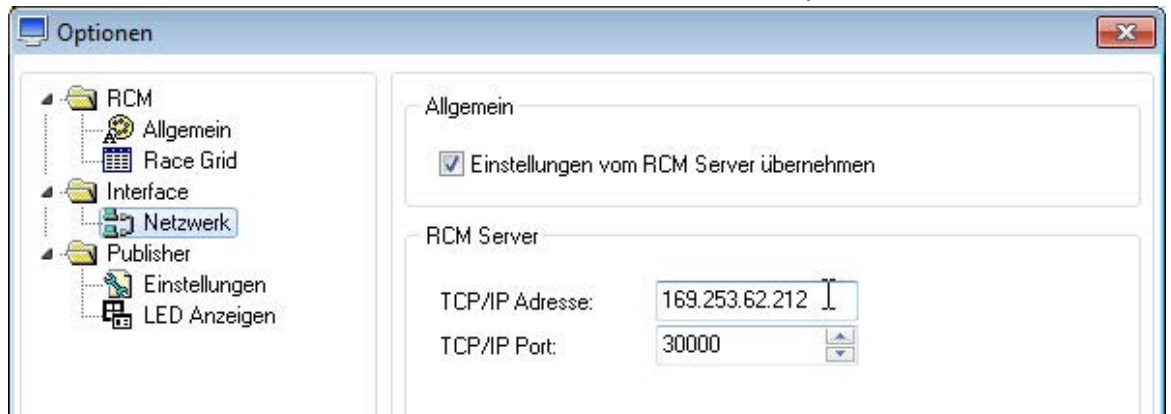 Optionen
RCM
Allgemein
Race Grid
Interface
Netzwerk
Publisher
Einstellungen
LED Anzeigen
Allgemein
Einstellungen vom RCM Server übernehmen
RCM Server
TCP/IP Adresse: 169.253.62.212
TCP/IP Port: 30000